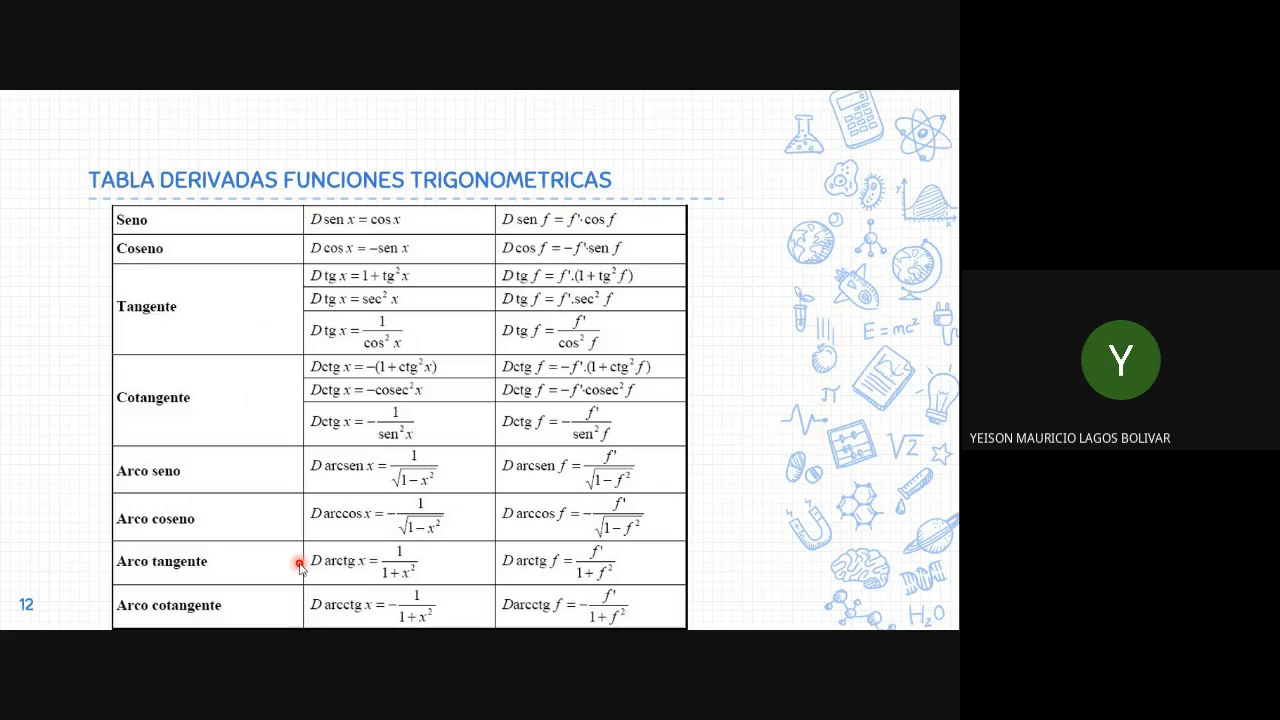 TABLA DERIVADAS FUNCIONES TRIGONOMETRICAS
Seno D sen x = cos x D sen f = f'·cos f
Coseno D cos x = −sen x D cos f = −f'·sen f
Tangente
D tg x = 1 + tg² x D tg f = f'.(1 + tg² f)
D tg x = sec² x D tg f = f'.sec² f
D tg x = 1/cos² x D tg f = f'/cos² f
Cotangente
Dctg x = −(1 + ctg² x) Dctg f = −f'.(1 + ctg² f)
Dctg x = −cosec² x Dctg f = −f'·cosec² f
Dctg x = −1/sen² x Dctg f = −f'/sen² f
Arco seno D arcsen x = 1/√(1−x²) D arcsen f = f'/√(1−f²)
Arco coseno D arccos x = −1/√(1−x²) D arccos f = −f'/√(1−f²)
Arco tangente D arctg x = 1/(1+x²) D arctg f = f'/(1+f²)
Arco cotangente D arcctg x = −1/(1+x²) Darcctg f = −f'/(1+f²)
12
E=mc²
π
√2
H₂O
Y
X
Y
YEISON MAURICIO LAGOS BOLIVAR